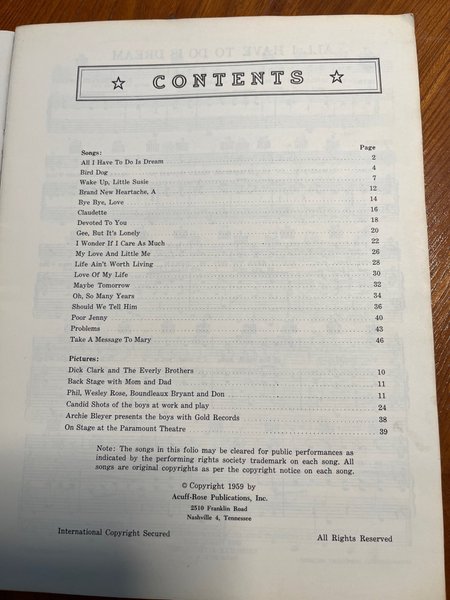 ☆ CONTENTS ☆
Page
Songs:
All I Have To Do Is Dream 2
Bird Dog 4
Wake Up, Little Susie 7
Brand New Heartache, A 12
Bye Bye, Love 14
Claudette 16
Devoted To You 18
Gee, But It's Lonely 20
I Wonder If I Care As Much 22
My Love And Little Me 26
Life Ain't Worth Living 28
Love Of My Life 30
Maybe Tomorrow 32
Oh, So Many Years 34
Should We Tell Him 36
Poor Jenny 40
Problems 43
Take A Message To Mary 46
Pictures:
Dick Clark and The Everly Brothers 10
Back Stage with Mom and Dad 11
Phil, Wesley Rose, Boundleaux Bryant and Don 11
Candid Shots of the boys at work and play 24
Archie Bleyer presents the boys with Gold Records 38
On Stage at the Paramount Theatre 39
Note: The songs in this folio may be cleared for public performances as
indicated by the performing rights society trademark on each song. All
songs are original copyrights as per the copyright notice on each song.
© Copyright 1959 by
Acuff-Rose Publications, Inc.
2510 Franklin Road
Nashville 4, Tennessee
International Copyright Secured
All Rights Reserved